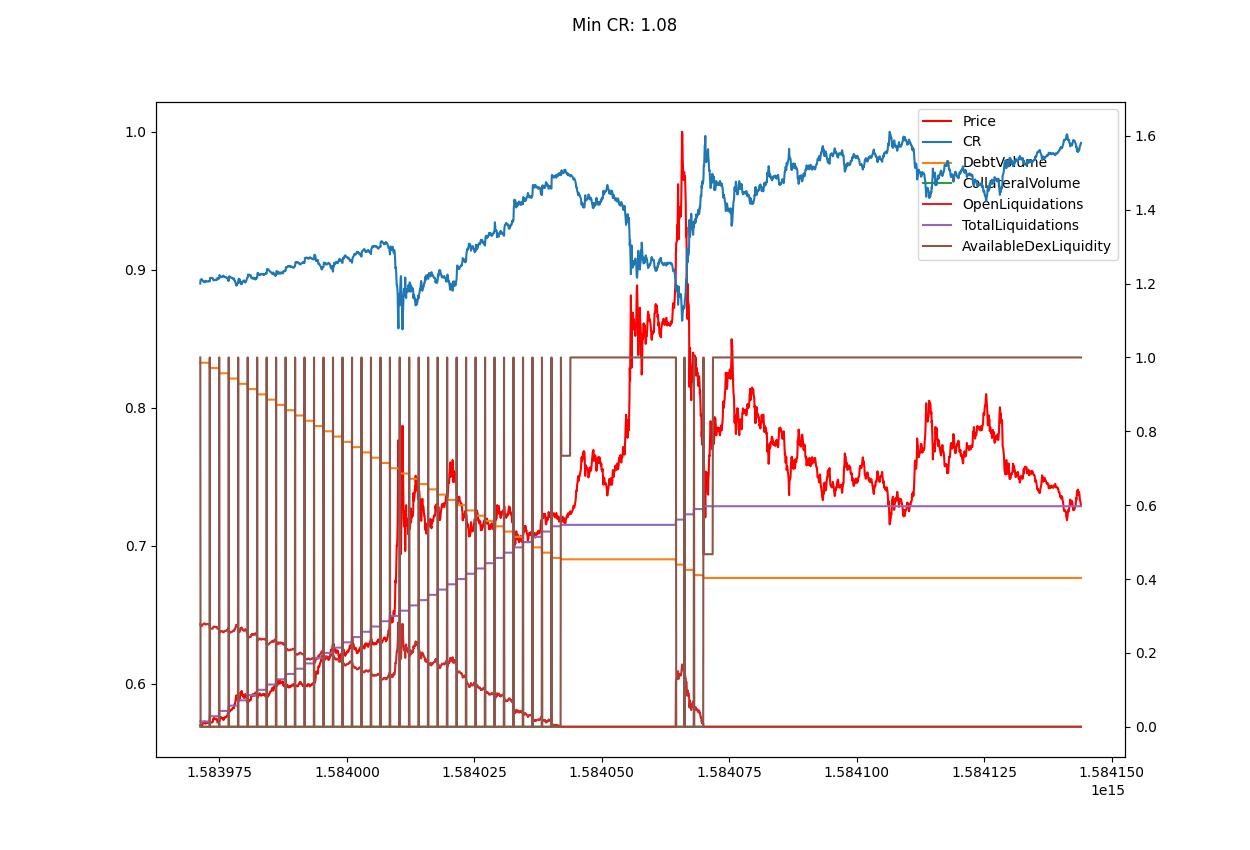 Min CR: 1.08
1.0
0.9
0.8
0.7
0.6
1.6
1.4
1.2
1.0
0.8
0.6
0.4
0.2
0.0
Price
CR
DebtVolume
CollateralVolume
OpenLiquidations
TotalLiquidations
AvailableDexLiquidity
1.583975 1.584000 1.584025 1.584050 1.584075 1.584100 1.584125 1.584150
1e15